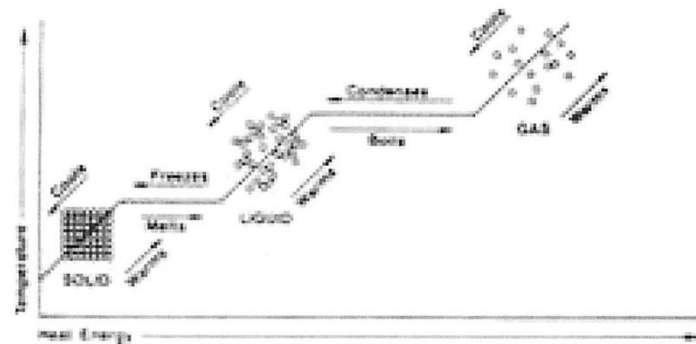 Cools
Condenses
Boils
GAS
Warms
Cools
Freezes
Melts
LIQUID
Warms
Cools
SOLID
Warms
Temperature
Heat Energy